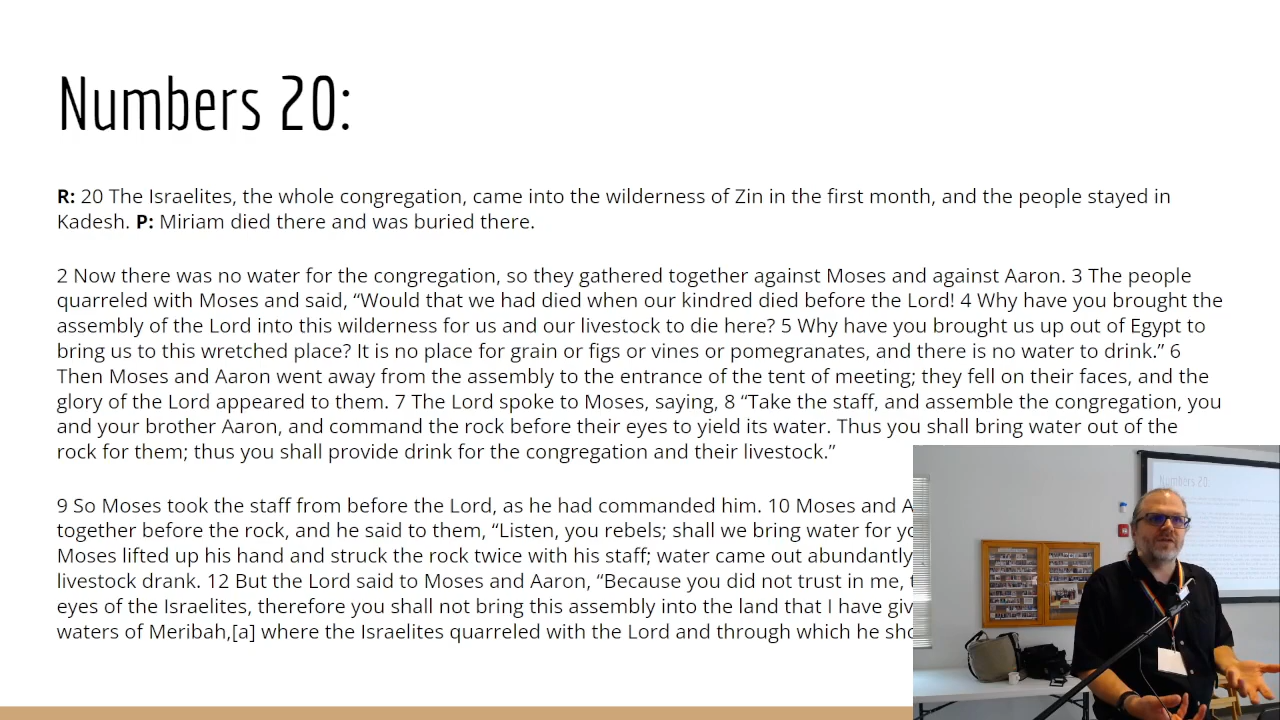 Numbers 20:
R: 20 The Israelites, the whole congregation, came into the wilderness of Zin in the first month, and the people stayed in
Kadesh. P: Miriam died there and was buried there.
2 Now there was no water for the congregation, so they gathered together against Moses and against Aaron. 3 The people
quarreled with Moses and said, “Would that we had died when our kindred died before the Lord! 4 Why have you brought the
assembly of the Lord into this wilderness for us and our livestock to die here? 5 Why have you brought us up out of Egypt to
bring us to this wretched place? It is no place for grain or figs or vines or pomegranates, and there is no water to drink.” 6
Then Moses and Aaron went away from the assembly to the entrance of the tent of meeting; they fell on their faces, and the
glory of the Lord appeared to them. 7 The Lord spoke to Moses, saying, 8 “Take the staff, and assemble the congregation, you
and your brother Aaron, and command the rock before their eyes to yield its water. Thus you shall bring water out of the
rock for them; thus you shall provide drink for the congregation and their livestock.”
9 So Moses took the staff from before the Lord, as he had commanded him. 10 Moses and A
together before the rock, and he said to them, “Listen, you rebels; shall we bring water for
Moses lifted up his hand and struck the rock twice with his staff; water came out abundantly
livestock drank. 12 But the Lord said to Moses and Aaron, “Because you did not trust in me,
eyes of the Israelites, therefore you shall not bring this assembly into the land that I have
waters of Meribah,[a] where the Israelites quarreled with the Lord and through which he
Numbers 20: